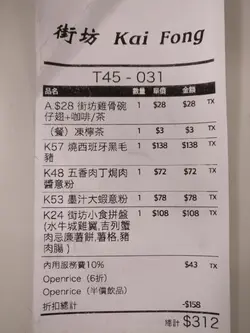 街坊 Kai Fong
T45 - 031
品名 數量 單價 金額
A $28 街坊雞骨碗 1 $28 $28 TX
仔翅+咖啡/茶
（餐）凍檸茶 1 $3 $3 TX
K57 燒西班牙黑毛 1 $138 $138 TX
豬
K48 五香肉丁焗肉 1 $72 $72 TX
醬意粉
K53 墨汁大蝦意粉 1 $78 $78 TX
K24 街坊小食拼盤 1 $108 $108 TX
(水牛城雞翼,吉列蟹
肉忌廉薯餅,薯格,豬
肉腸 )
內用服務費10% $43 TX
Openrice（6折）
Openrice（半價飲品）
折扣總計 -$158
總計 $312